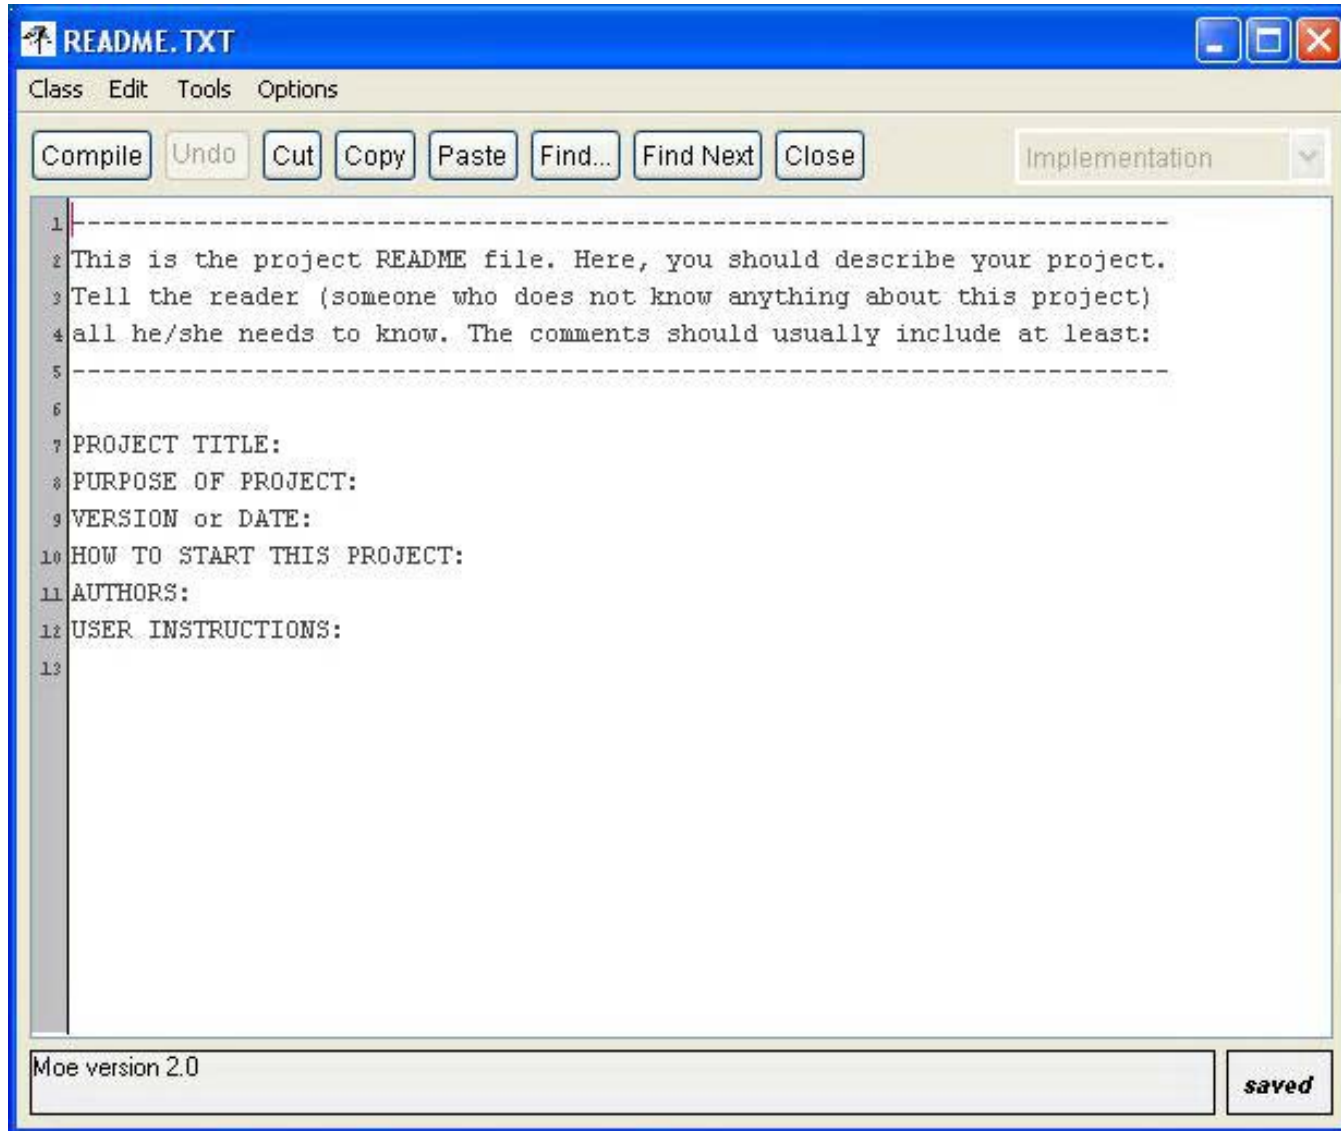 README.TXT
Class Edit Tools Options
Compile Undo Cut Copy Paste Find... Find Next Close Implementation
1 ------------------------------------------------------------------------
2 This is the project README file. Here, you should describe your project.
3 Tell the reader (someone who does not know anything about this project)
4 all he/she needs to know. The comments should usually include at least:
5 ------------------------------------------------------------------------
6
7 PROJECT TITLE:
8 PURPOSE OF PROJECT:
9 VERSION or DATE:
10 HOW TO START THIS PROJECT:
11 AUTHORS:
12 USER INSTRUCTIONS:
13
Moe version 2.0
saved